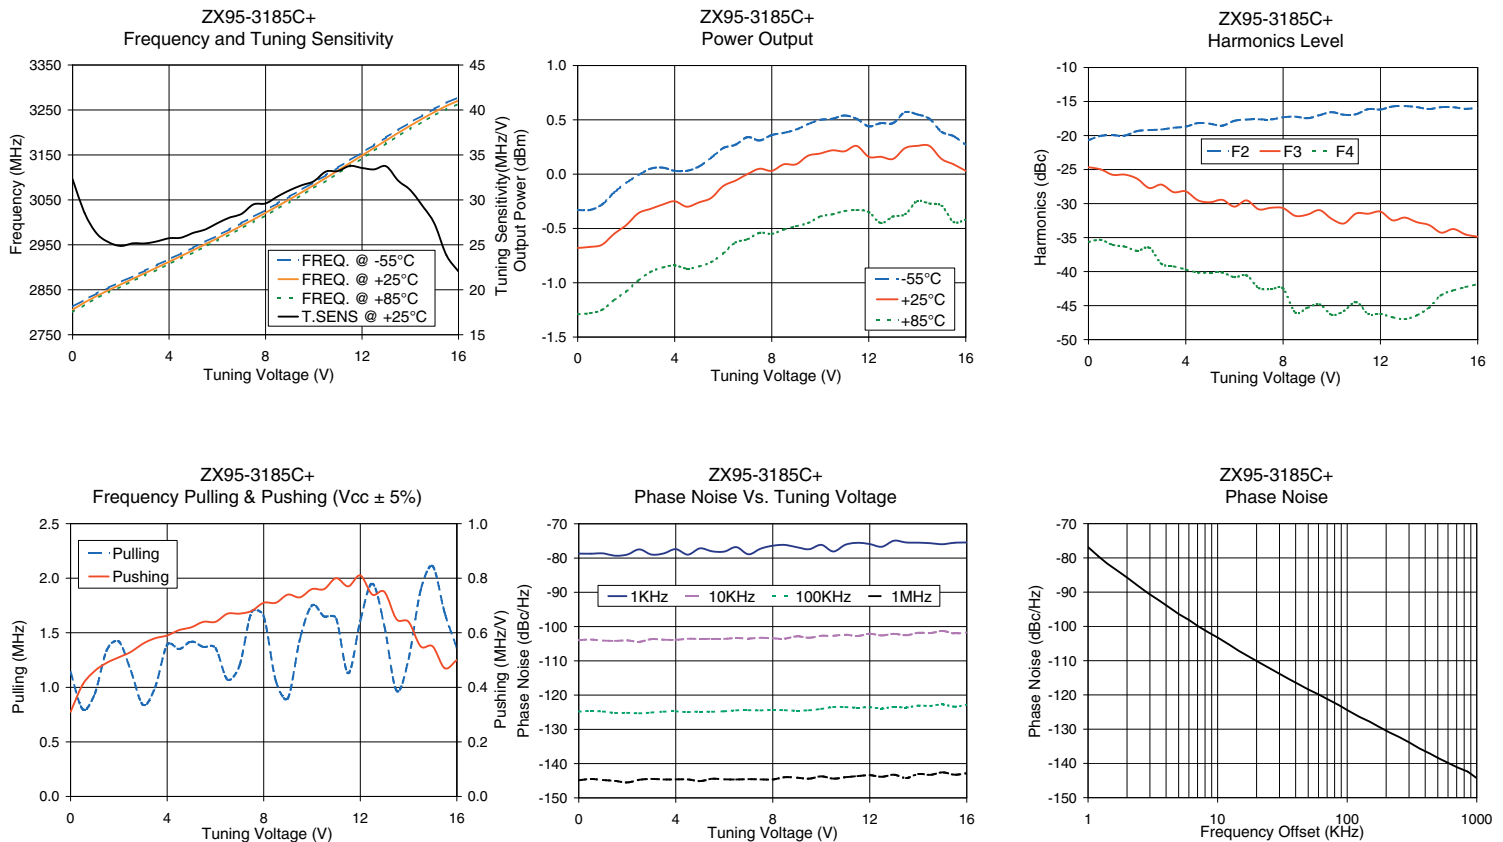 ZX95-3185C+
Frequency and Tuning Sensitivity
3350
3250
3150
3050
2950
2850
2750
45
40
35
30
25
20
15
Frequency (MHz)
Tuning Sensitivity(MHz/V)
FREQ. @ -55°C
FREQ. @ +25°C
FREQ. @ +85°C
T.SENS @ +25°C
0 4 8 12 16
Tuning Voltage (V)
ZX95-3185C+
Power Output
1.0
0.5
0.0
-0.5
-1.0
-1.5
Output Power (dBm)
-55°C
+25°C
+85°C
0 4 8 12 16
Tuning Voltage (V)
ZX95-3185C+
Harmonics Level
-10
-15
-20
-25
-30
-35
-40
-45
-50
Harmonics (dBc)
F2 F3 F4
0 4 8 12 16
Tuning Voltage (V)
ZX95-3185C+
Frequency Pulling & Pushing (Vcc ± 5%)
2.5
2.0
1.5
1.0
0.5
0.0
1.0
0.8
0.6
0.4
0.2
0.0
Pulling (MHz)
Pushing (MHz/V)
Pulling
Pushing
0 4 8 12 16
Tuning Voltage (V)
ZX95-3185C+
Phase Noise Vs. Tuning Voltage
-70
-80
-90
-100
-110
-120
-130
-140
-150
Phase Noise (dBc/Hz)
1KHz 10KHz 100KHz 1MHz
0 4 8 12 16
Tuning Voltage (V)
ZX95-3185C+
Phase Noise
-70
-80
-90
-100
-110
-120
-130
-140
-150
Phase Noise (dBc/Hz)
1 10 100 1000
Frequency Offset (KHz)